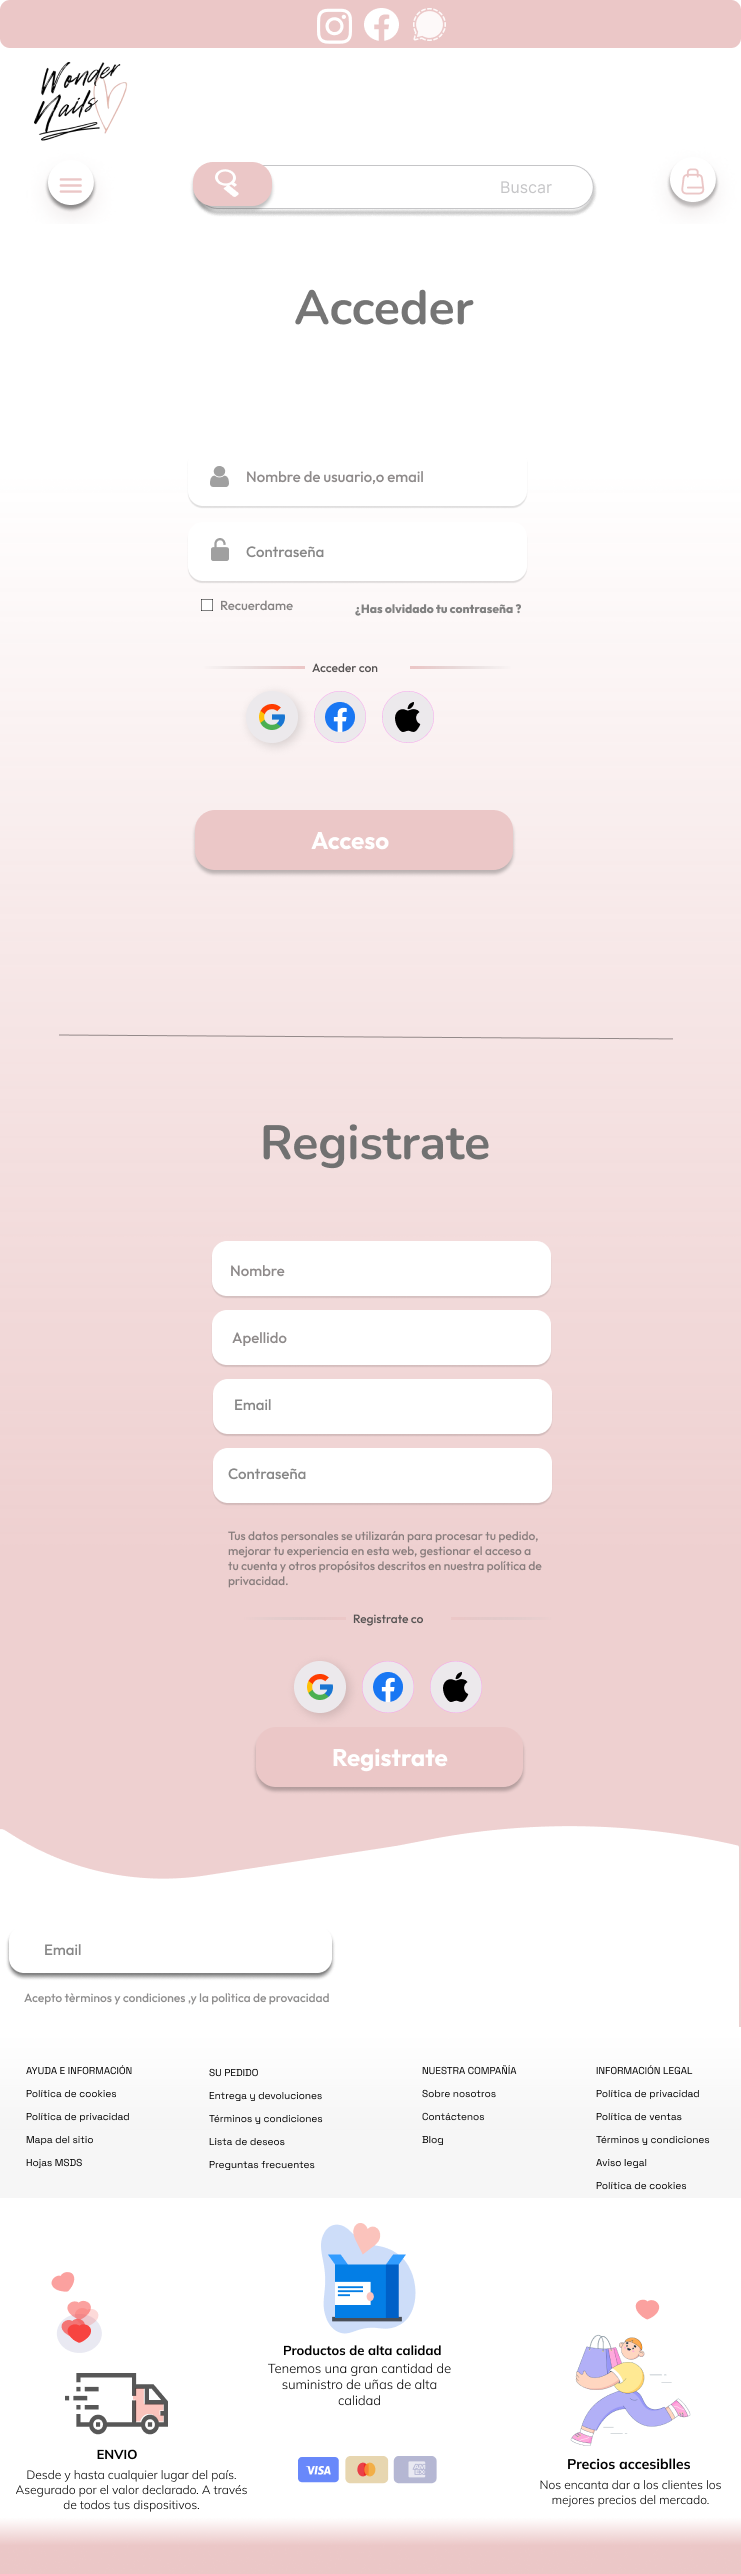 Wonder
Nails
Buscar
Acceder
Nombre de usuario,o email
Contraseña
Recuerdame
¿Has olvidado tu contraseña ?
Acceder con
Acceso
Registrate
Nombre
Apellido
Email
Contraseña
Tus datos personales se utilizarán para procesar tu pedido,
mejorar tu experiencia en esta web, gestionar el acceso a
tu cuenta y otros propósitos descritos en nuestra política de
privacidad.
Registrate co
Registrate
Email
Acepto tèrminos y condiciones ,y la polìtica de provacidad
AYUDA E INFORMACIÓN
Política de cookies
Política de privacidad
Mapa del sitio
Hojas MSDS
SU PEDIDO
Entrega y devoluciones
Términos y condiciones
Lista de deseos
Preguntas frecuentes
NUESTRA COMPAÑÍA
Sobre nosotros
Contáctenos
Blog
INFORMACIÓN LEGAL
Política de privacidad
Política de ventas
Términos y condiciones
Aviso legal
Política de cookies
Productos de alta calidad
Tenemos una gran cantidad de
suministro de uñas de alta
calidad
VISA
ENVIO
Desde y hasta cualquier lugar del país.
Asegurado por el valor declarado. A través
de todos tus dispositivos.
Precios accesiblles
Nos encanta dar a los clientes los
mejores precios del mercado.